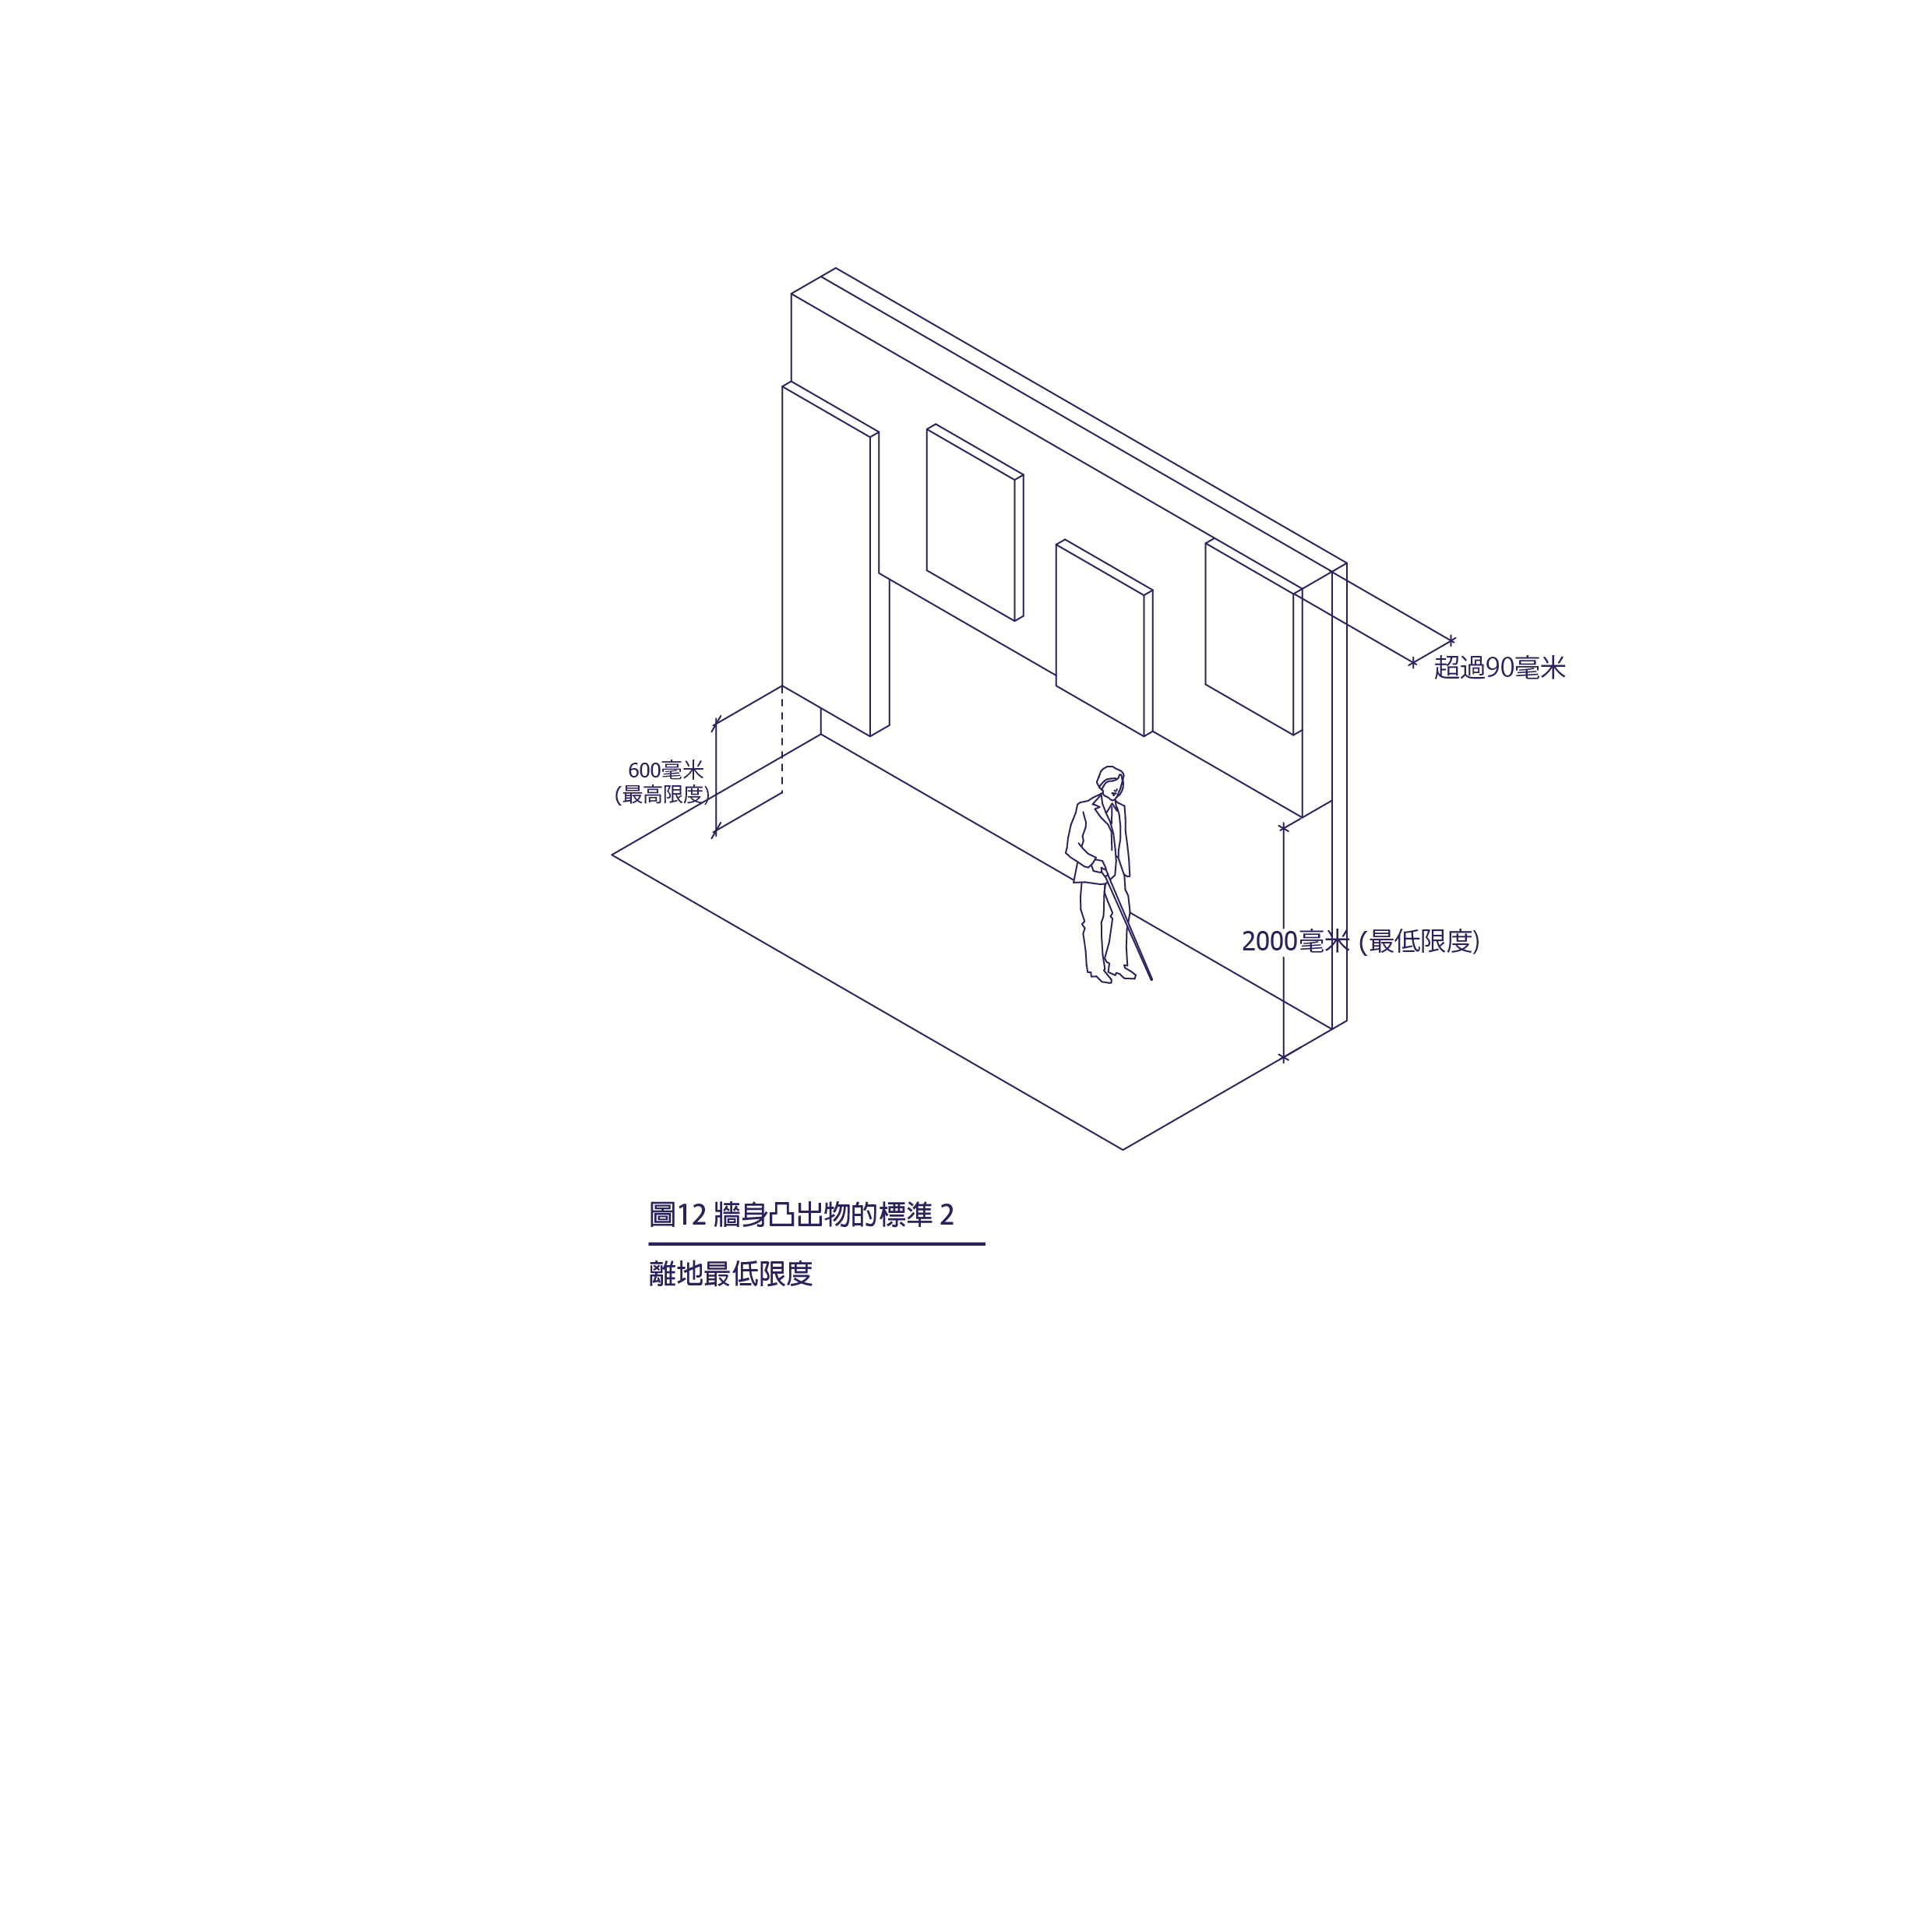 超過90毫米
600毫米
(最高限度)
2000毫米 (最低限度)
圖12 牆身凸出物的標準 2
離地最低限度